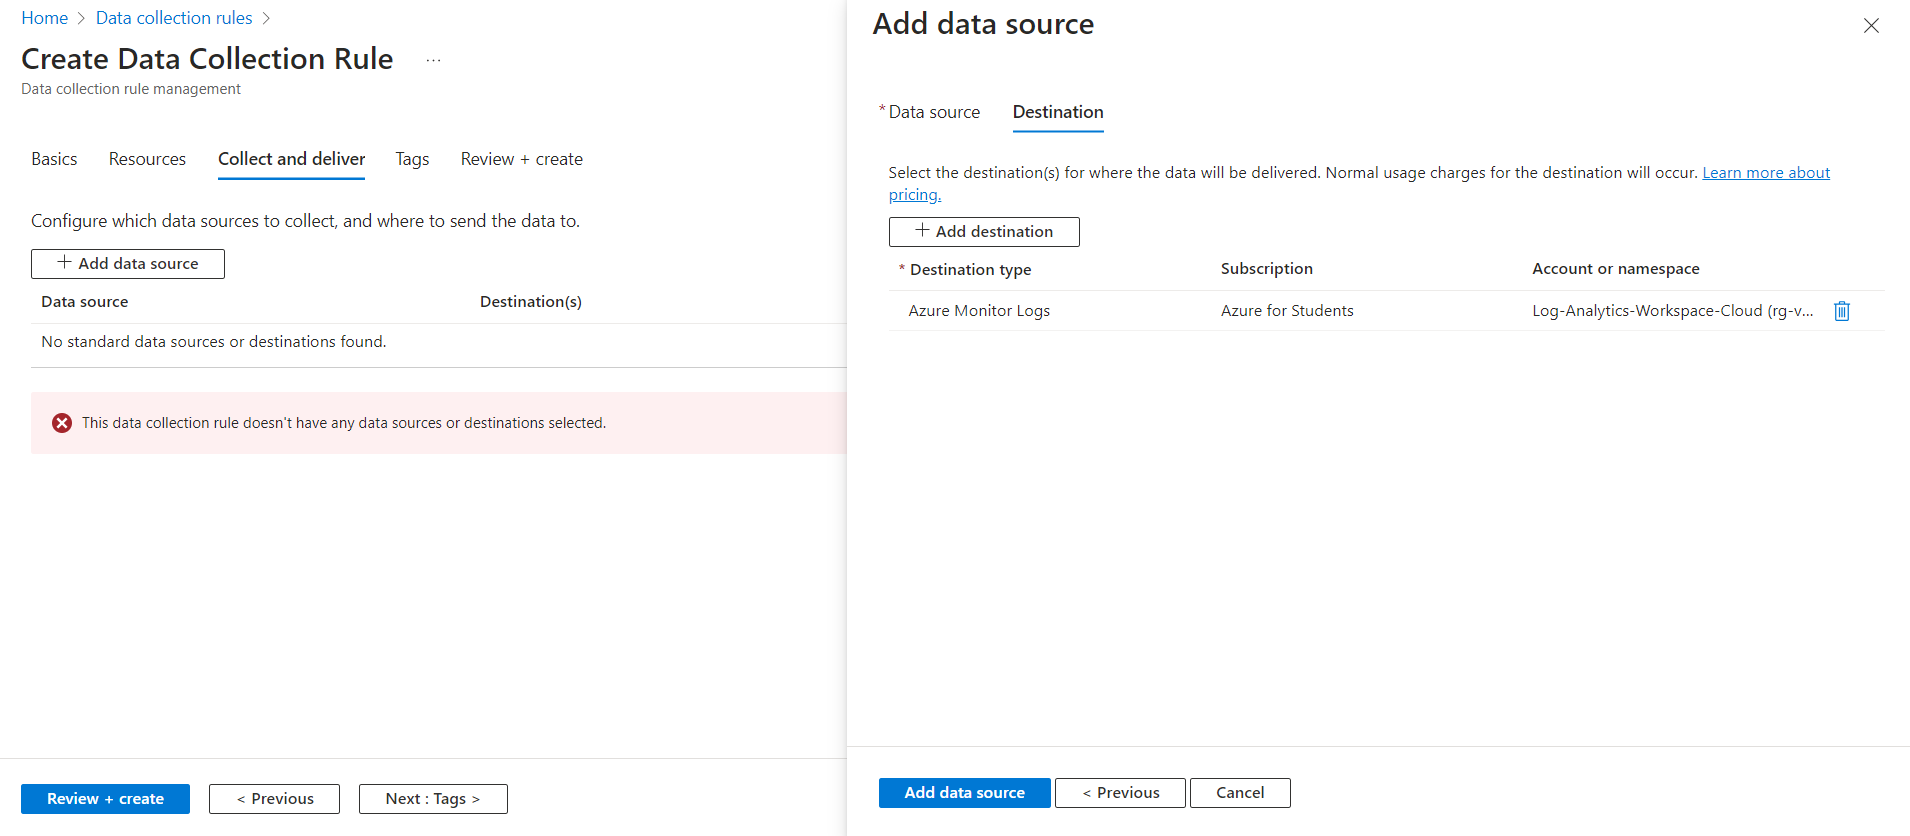 Home > Data collection rules >
Create Data Collection Rule ...
Data collection rule management
Basics Resources Collect and deliver Tags Review + create
Configure which data sources to collect, and where to send the data to.
+ Add data source
Data source Destination(s)
No standard data sources or destinations found.
This data collection rule doesn't have any data sources or destinations selected.
Review + create < Previous Next : Tags >
Add data source
* Data source Destination
Select the destination(s) for where the data will be delivered. Normal usage charges for the destination will occur. Learn more about
pricing.
+ Add destination
* Destination type Subscription Account or namespace
Azure Monitor Logs Azure for Students Log-Analytics-Workspace-Cloud (rg-v...
Add data source < Previous Cancel